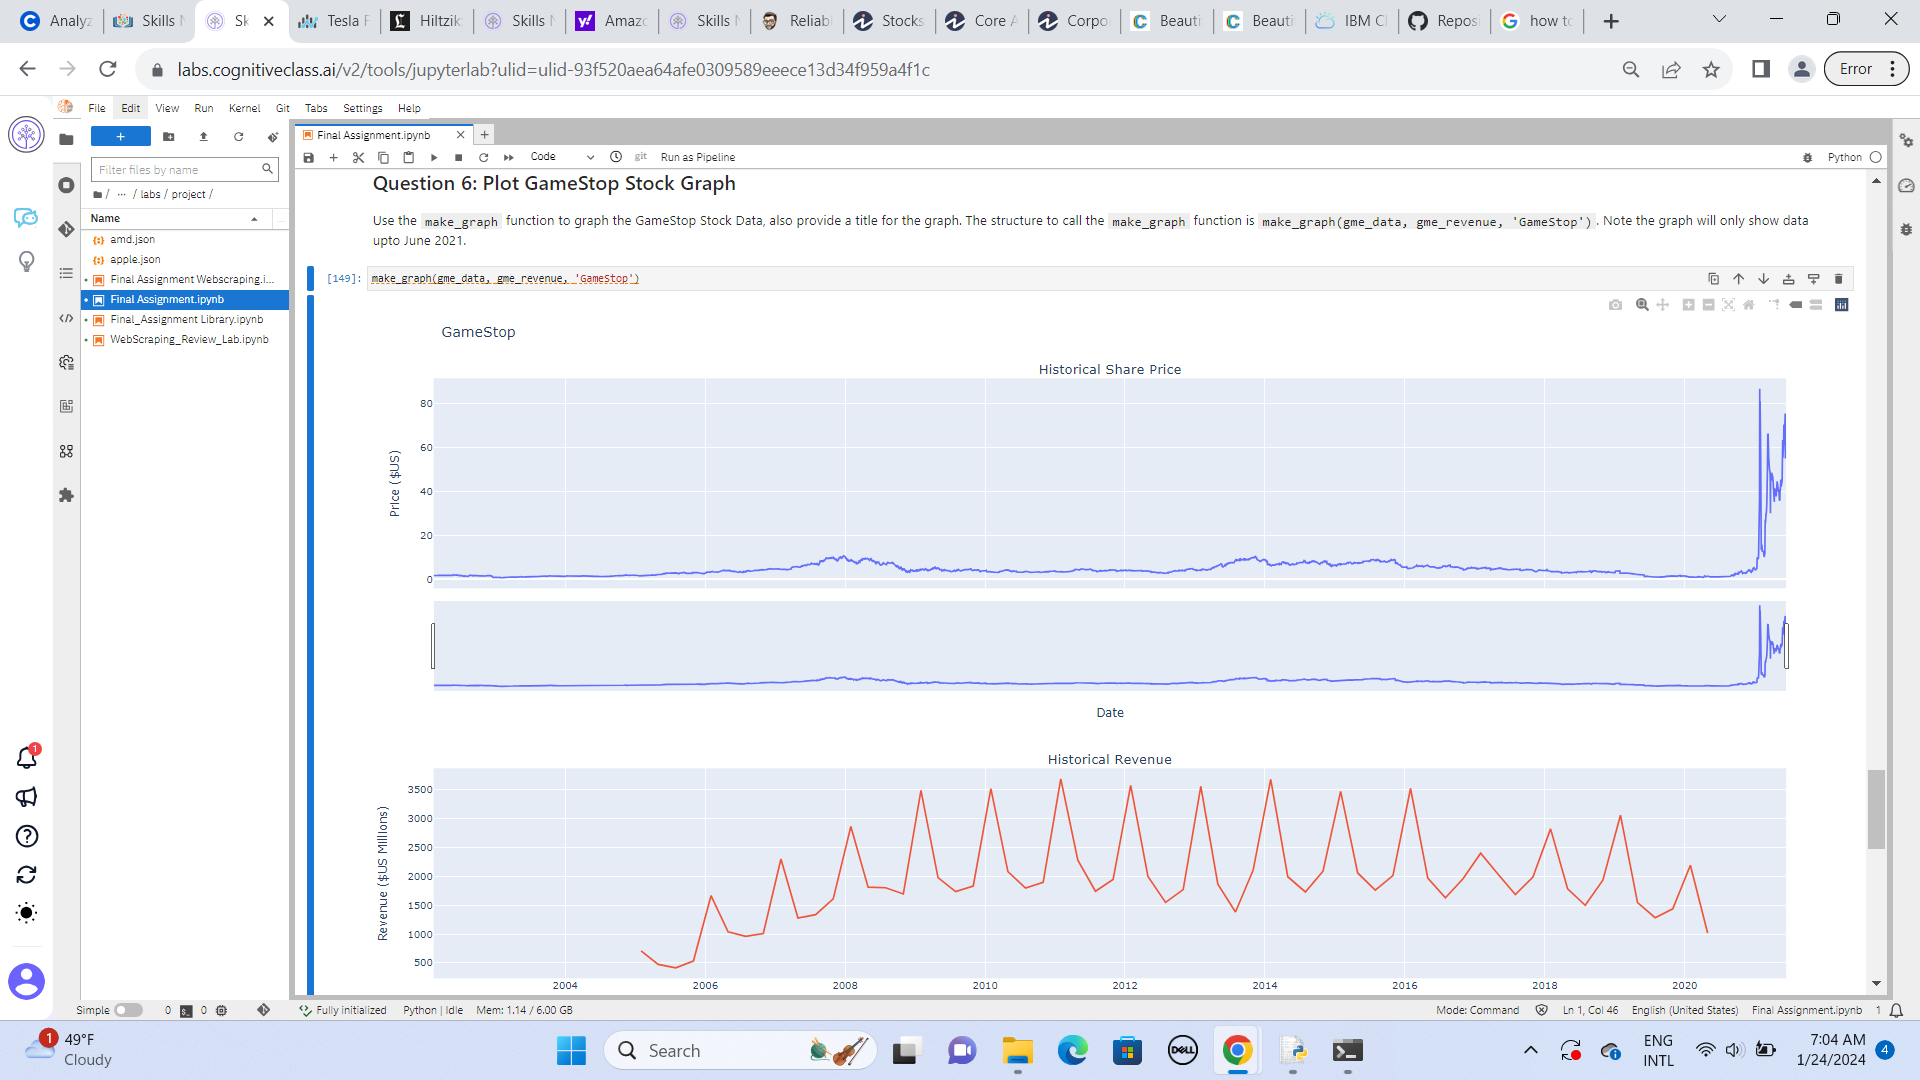 Analyz
Skills N
Sk
Tesla F
Hiltzik
Skills N
Amazo
Skills N
Reliabl
Stocks
Core A
Corpo
Beauti
Beauti
IBM Cl
Reposi
how to
labs.cognitiveclass.ai/v2/tools/jupyterlab?ulid=ulid-93f520aea64afe0309589eeece13d34f959a4f1c
Error
File Edit View Run Kernel Git Tabs Settings Help
Filter files by name
/ ··· / labs / project /
Name
amd.json
apple.json
Final Assignment Webscraping.i...
Final Assignment.ipynb
Final_Assignment Library.ipynb
WebScraping_Review_Lab.ipynb
Final Assignment.ipynb
Code
git
Run as Pipeline
Python
Question 6: Plot GameStop Stock Graph
Use the make_graph function to graph the GameStop Stock Data, also provide a title for the graph. The structure to call the make_graph function is make_graph(gme_data, gme_revenue, 'GameStop'). Note the graph will only show data
upto June 2021.
[149]: make_graph(gme_data, gme_revenue, 'GameStop')
GameStop
Historical Share Price
80
60
40
20
0
Price ($US)
Date
Historical Revenue
3500
3000
2500
2000
1500
1000
500
Revenue ($US Millions)
2004 2006 2008 2010 2012 2014 2016 2018 2020
1
Simple 0 0 Fully initialized Python | Idle Mem: 1.14 / 6.00 GB
Mode: Command Ln 1, Col 46 English (United States) Final Assignment.ipynb 1
1
49°F
Cloudy
Search
DELL
ENG
INTL
7:04 AM
1/24/2024
4